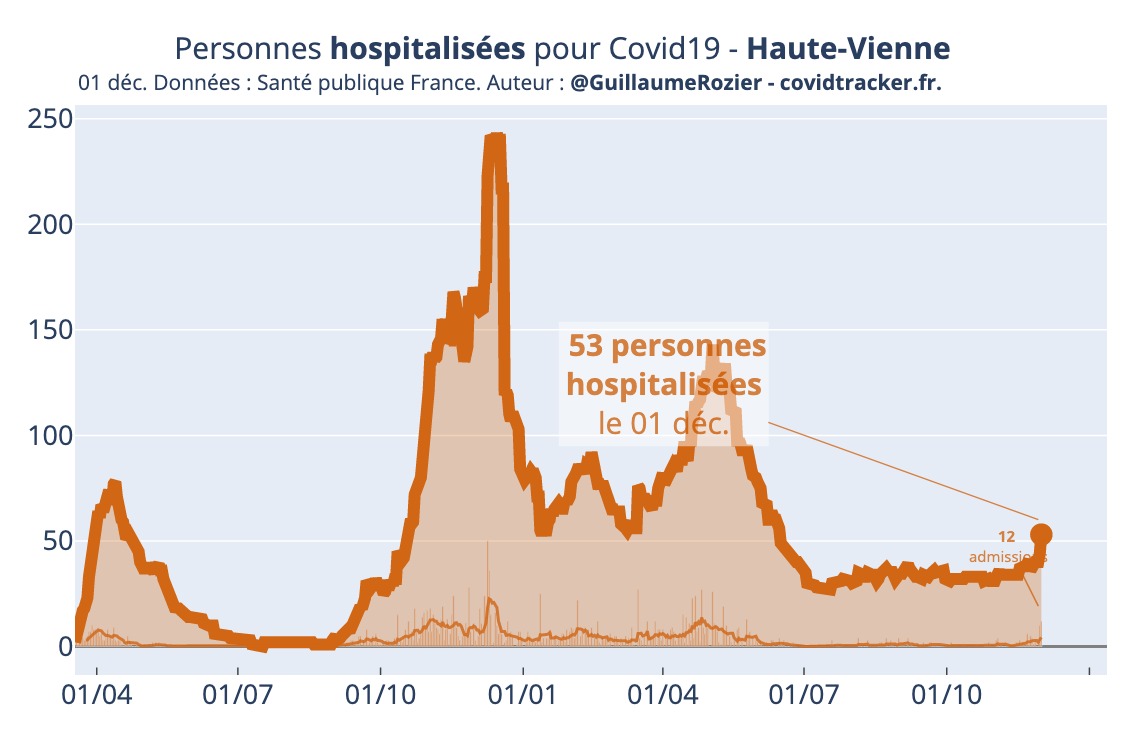 Personnes hospitalisées pour Covid19 - Haute-Vienne
01 déc. Données : Santé publique France. Auteur : @GuillaumeRozier - covidtracker.fr.
250
200
150
100
50
0
53 personnes
hospitalisées
le 01 déc.
12
admissions
01/04
01/07
01/10
01/01
01/04
01/07
01/10